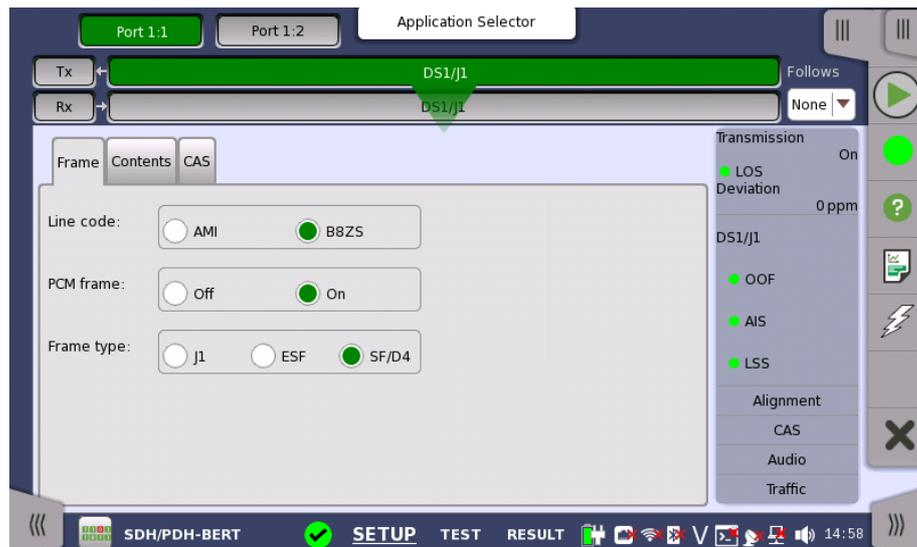 Application Selector
Port 1:1
Port 1:2
Tx
DS1/J1
Follows
Rx
DS1/J1
None
Frame
Contents
CAS
Line code:
AMI
B8ZS
PCM frame:
Off
On
Frame type:
J1
ESF
SF/D4
Transmission
On
LOS
Deviation
0 ppm
DS1/J1
OOF
AIS
LSS
Alignment
CAS
Audio
Traffic
?
SDH/PDH-BERT
SETUP
TEST
RESULT
V
14:58